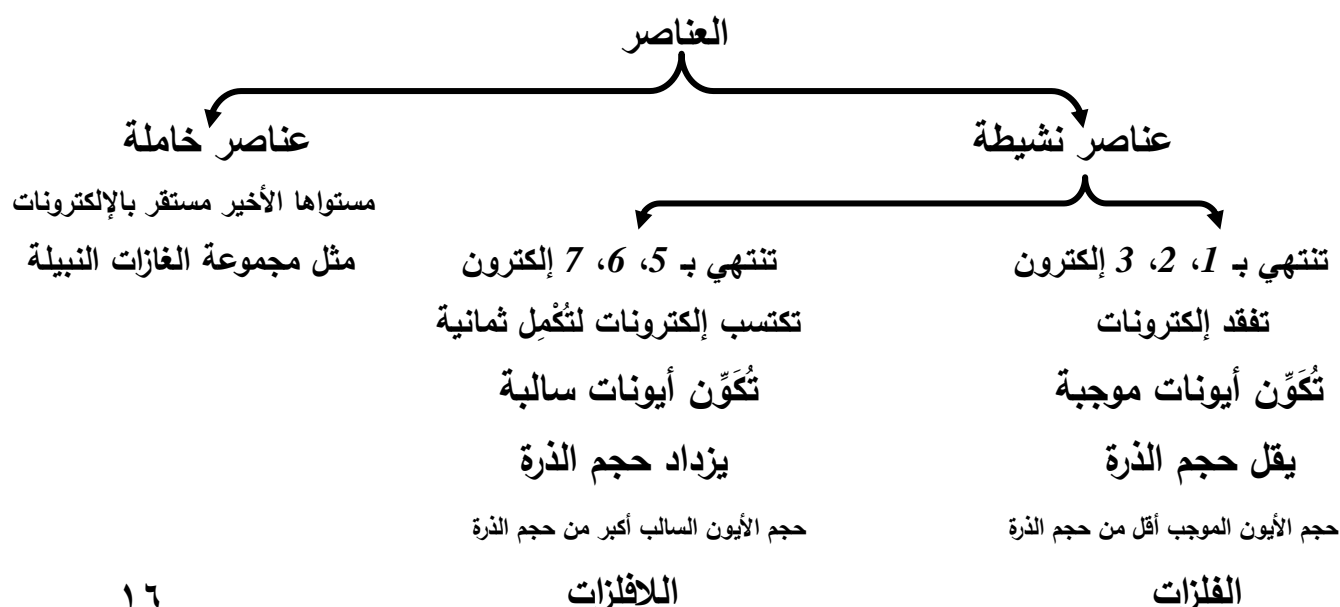 العناصر
عناصر نشيطة
عناصر خاملة
مستواها الأخير مستقر بالإلكترونات
تنتهي بـ 1، 2، 3 إلكترون
تنتهي بـ 5، 6، 7 إلكترون
مثل مجموعة الغازات النبيلة
تفقد إلكترونات
تكتسب إلكترونات لتُكْمِل ثمانية
تُكَوِّن أيونات موجبة
تُكَوِّن أيونات سالبة
يقل حجم الذرة
يزداد حجم الذرة
حجم الأيون الموجب أقل من حجم الذرة
حجم الأيون السالب أكبر من حجم الذرة
الفلزات
اللافلزات
١٦